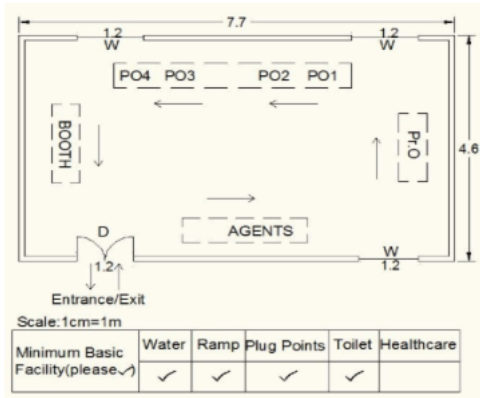 7.7
1.2 1.2
W W
PO4 PO3 PO2 PO1
BOOTH
Pr.O
4.6
AGENTS
D
W
1.2 1.2
Entrance/Exit
Scale:1cm=1m
Minimum Basic Facility(please✓) Water Ramp Plug Points Toilet Healthcare
✓ ✓ ✓ ✓